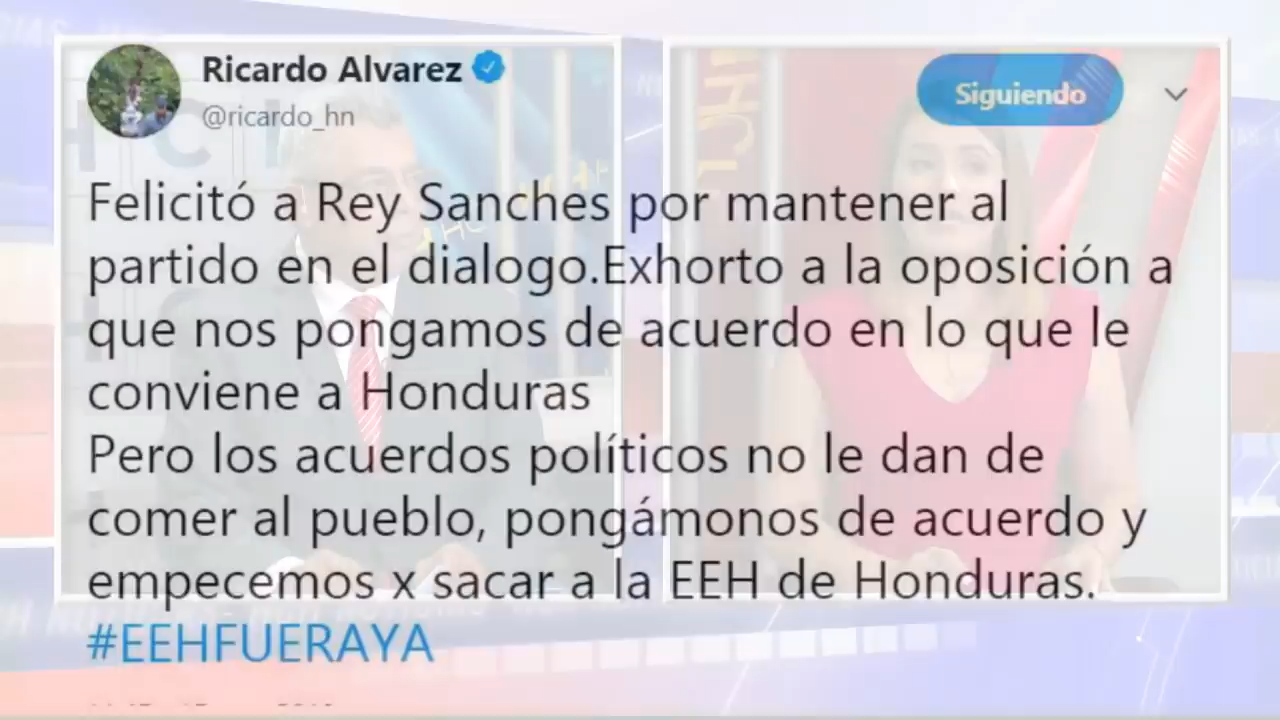 Ricardo Alvarez
Siguiendo
@ricardo_hn
Felicitó a Rey Sanches por mantener al
partido en el dialogo.Exhorto a la oposición a
que nos pongamos de acuerdo en lo que le
conviene a Honduras
Pero los acuerdos políticos no le dan de
comer al pueblo, pongámonos de acuerdo y
empecemos x sacar a la EEH de Honduras.
#EEHFUERAYA